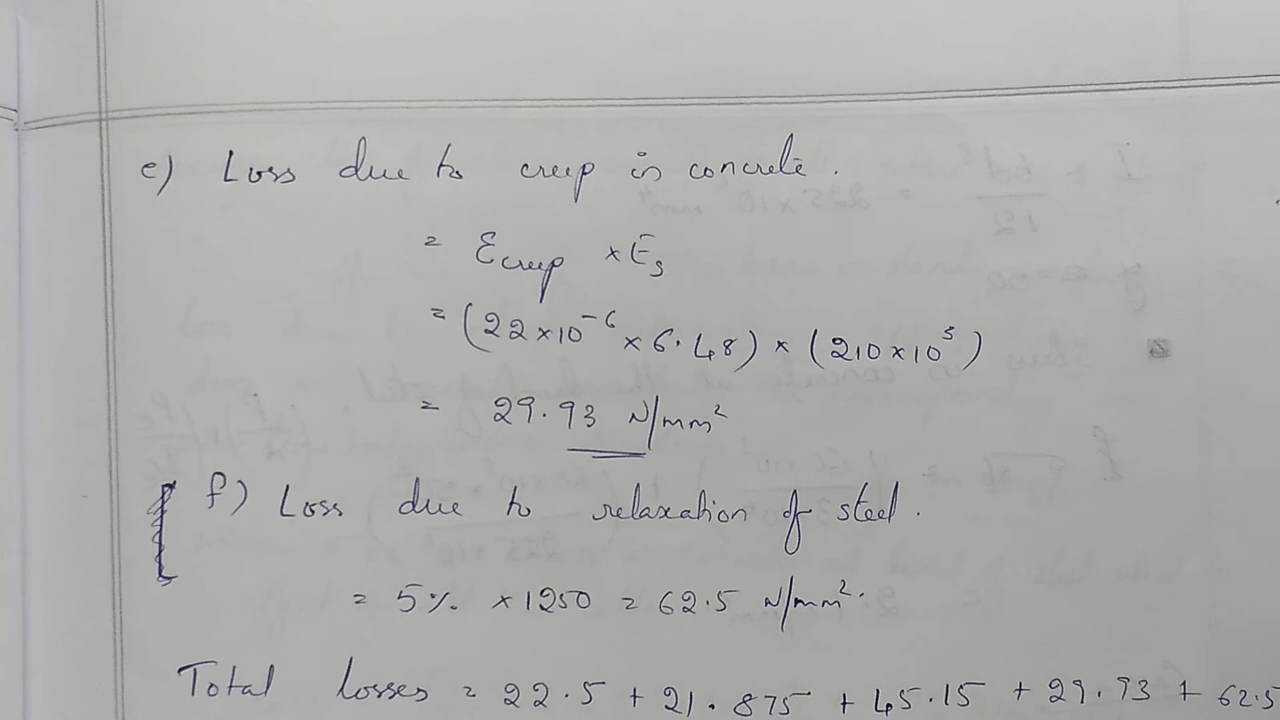 e) Loss due to creep in concrete.
= Ɛcreep × Es
= (22×10⁻⁶ × 6.48) × (210×10³)
= 29.93 N/mm²
f) Loss due to relaxation of steel.
= 5% × 1250 = 62.5 N/mm².
Total losses = 22.5 + 21.875 + 45.15 + 29.93 + 62.5